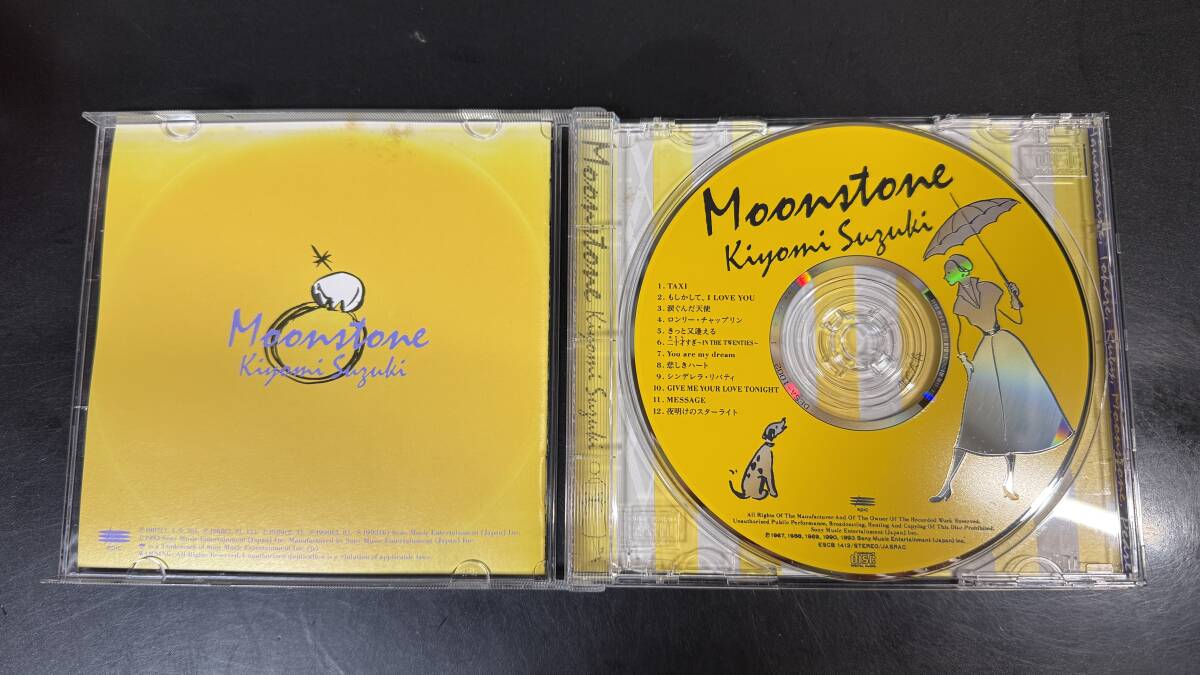 Moonstone
Kiyomi Suzuki
epic
Moonstone Kiyomi Suzuki
Moonstone
Kiyomi Suzuki
1. TAXI
2. もしかして、I LOVE YOU
3. 涙ぐんだ天使
4. ロンリー・チャップリン
5. きっと又逢える
6. 二十才すぎ~IN THE TWENTIES~
7. You are my dream
8. 悲しきハート
9. シンデレラ・リバティ
10. GIVE ME YOUR LOVE TONIGHT
11. MESSAGE
12. 夜明けのスターライト
epic
All Rights Of The Manufacturer And Of The Owner Of The Recorded Work Reserved.
Unauthorized Public Performance, Broadcasting, Renting And Copying Of This Disc Prohibited.
Sony Music Entertainment (Japan) Inc.
℗1987, 1988, 1989, 1990, 1993 Sony Music Entertainment (Japan) Inc.
ESCB 1413/STEREO/JASRAC
COMPACT disc DIGITAL AUDIO